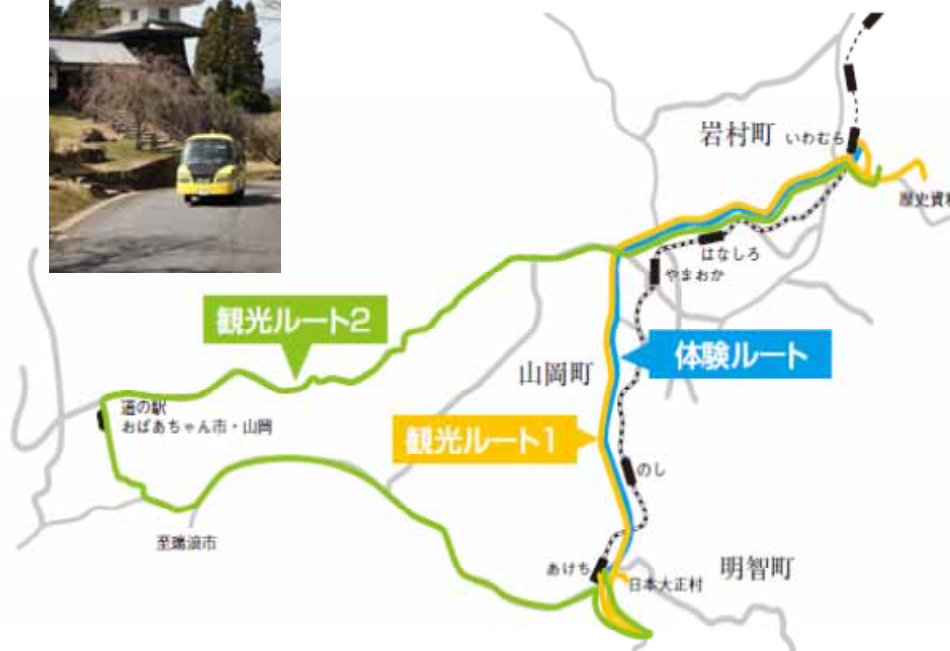 岩村町
いわむら
歴史資料
はなしろ
やまおか
観光ルート2
体験ルート
山岡町
道の駅
おばあちゃん市・山岡
観光ルート1
のし
至瑞浪市
あけち
日本大正村
明智町